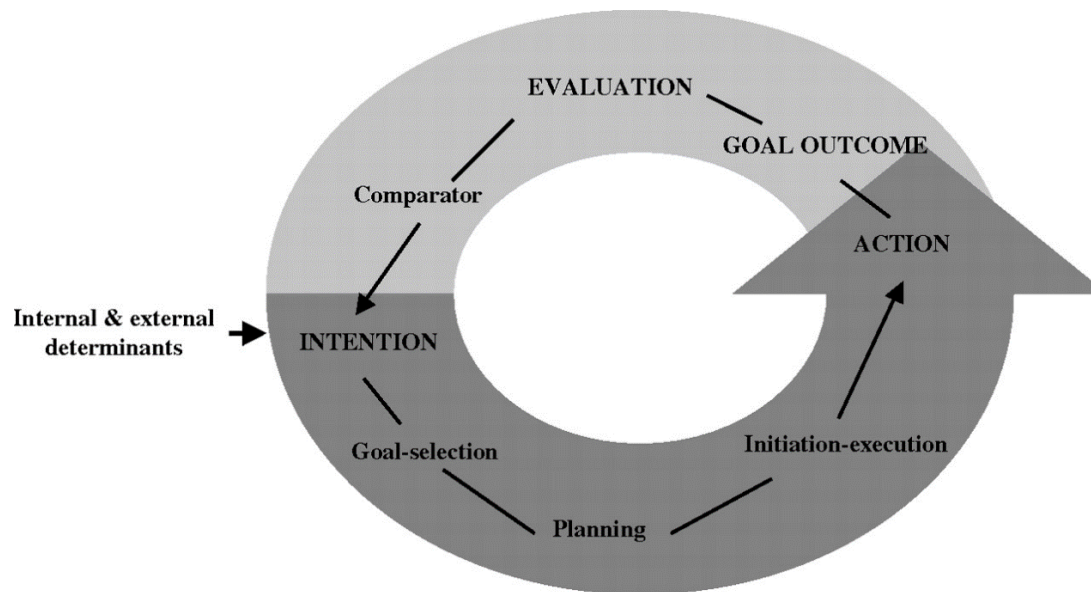 EVALUATION
GOAL OUTCOME
Comparator
ACTION
Internal & external
determinants
INTENTION
Goal-selection
Initiation-execution
Planning